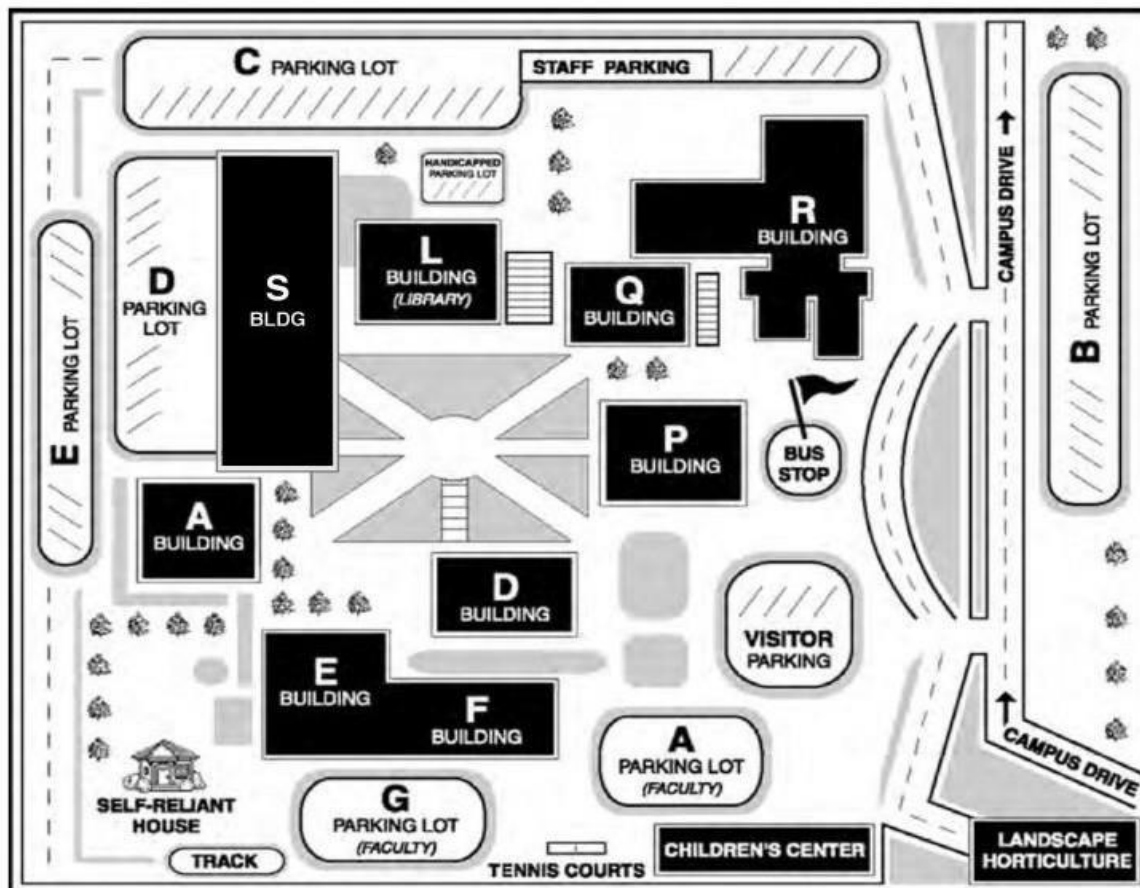 C PARKING LOT
STAFF PARKING
HANDICAPPED
PARKING LOT
CAMPUS DRIVE
B PARKING LOT
R
BUILDING
L
BUILDING
(LIBRARY)
Q
BUILDING
D
PARKING
LOT
S
BLDG
E PARKING LOT
P
BUILDING
BUS
STOP
A
BUILDING
D
BUILDING
VISITOR
PARKING
E
BUILDING
F
BUILDING
A
PARKING LOT
(FACULTY)
CAMPUS DRIVE
SELF-RELIANT
HOUSE
G
PARKING LOT
(FACULTY)
TRACK
TENNIS COURTS
CHILDREN'S CENTER
LANDSCAPE
HORTICULTURE